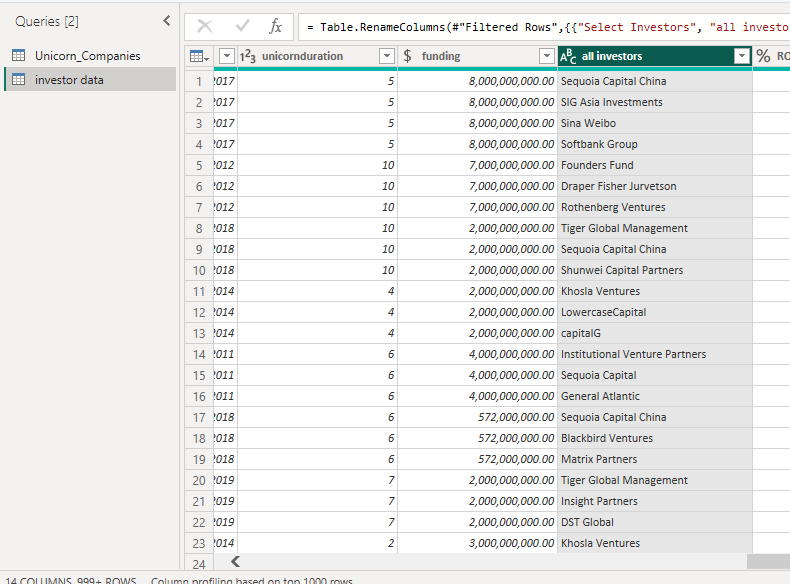 Queries [2]
fx = Table.RenameColumns(#"Filtered Rows",{{"Select Investors", "all investo
Unicorn_Companies
investor data
1²3 unicornduration $ funding ABC all investors % RO
1 2017 5 8,000,000,000.00 Sequoia Capital China
2 2017 5 8,000,000,000.00 SIG Asia Investments
3 2017 5 8,000,000,000.00 Sina Weibo
4 2017 5 8,000,000,000.00 Softbank Group
5 2012 10 7,000,000,000.00 Founders Fund
6 2012 10 7,000,000,000.00 Draper Fisher Jurvetson
7 2012 10 7,000,000,000.00 Rothenberg Ventures
8 2018 10 2,000,000,000.00 Tiger Global Management
9 2018 10 2,000,000,000.00 Sequoia Capital China
10 2018 10 2,000,000,000.00 Shunwei Capital Partners
11 2014 4 2,000,000,000.00 Khosla Ventures
12 2014 4 2,000,000,000.00 LowercaseCapital
13 2014 4 2,000,000,000.00 capitalG
14 2011 6 4,000,000,000.00 Institutional Venture Partners
15 2011 6 4,000,000,000.00 Sequoia Capital
16 2011 6 4,000,000,000.00 General Atlantic
17 2018 6 572,000,000.00 Sequoia Capital China
18 2018 6 572,000,000.00 Blackbird Ventures
19 2018 6 572,000,000.00 Matrix Partners
20 2019 7 2,000,000,000.00 Tiger Global Management
21 2019 7 2,000,000,000.00 Insight Partners
22 2019 7 2,000,000,000.00 DST Global
23 2014 2 3,000,000,000.00 Khosla Ventures
24
14 COLUMNS, 999+ ROWS Column profiling based on top 1000 rows